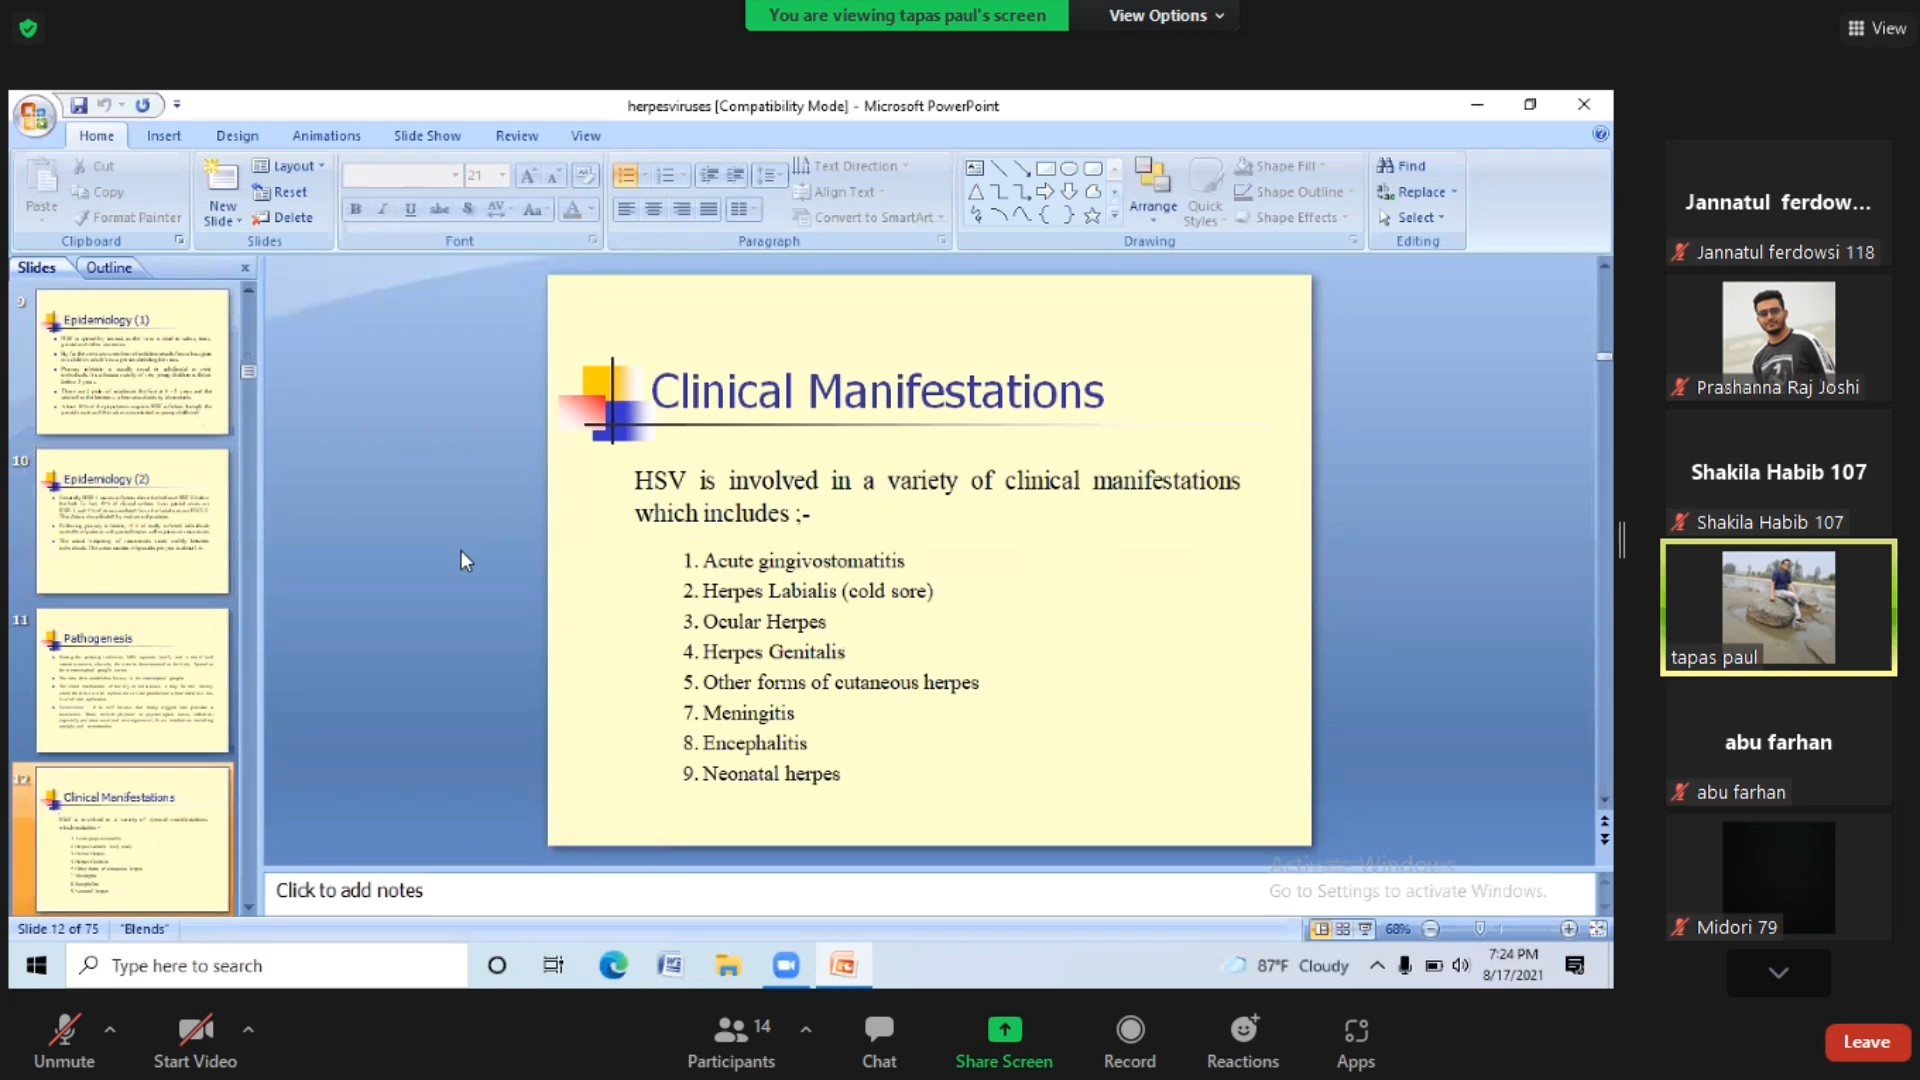 You are viewing tapas paul's screen
View Options
View
herpesviruses [Compatibility Mode] - Microsoft PowerPoint
Home
Insert
Design
Animations
Slide Show
Review
View
Paste
Cut
Copy
Format Painter
Clipboard
New Slide
Layout
Reset
Delete
Slides
21
Font
Text Direction
Align Text
Convert to SmartArt
Paragraph
Arrange
Quick Styles
Shape Fill
Shape Outline
Shape Effects
Drawing
Find
Replace
Select
Editing
Slides
Outline
9
Epidemiology (1)
10
Epidemiology (2)
11
Pathogenesis
12
Clinical Manifestations
Clinical Manifestations
HSV is involved in a variety of clinical manifestations
which includes ;-
1. Acute gingivostomatitis
2. Herpes Labialis (cold sore)
3. Ocular Herpes
4. Herpes Genitalis
5. Other forms of cutaneous herpes
7. Meningitis
8. Encephalitis
9. Neonatal herpes
Click to add notes
Activate Windows
Go to Settings to activate Windows.
Slide 12 of 75
"Blends"
68%
Type here to search
87°F Cloudy
7:24 PM
8/17/2021
Jannatul ferdow...
Jannatul ferdowsi 118
Prashanna Raj Joshi
Shakila Habib 107
Shakila Habib 107
tapas paul
abu farhan
abu farhan
Midori 79
Unmute
Start Video
14
Participants
Chat
Share Screen
Record
Reactions
Apps
Leave